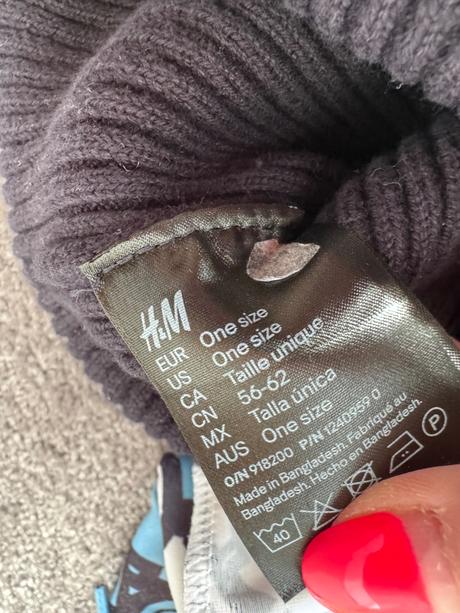 H&M
EUR One size
US One size
CA Taille unique
CN 56-62
MX Talla única
AUS One size
O/N 918200 P/N 1240959 0
Made in Bangladesh. Fabriqué au
Bangladesh. Hecho en Bangladesh.
40 P